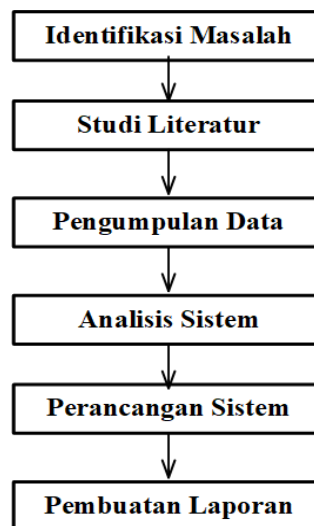 Identifikasi Masalah
Studi Literatur
Pengumpulan Data
Analisis Sistem
Perancangan Sistem
Pembuatan Laporan